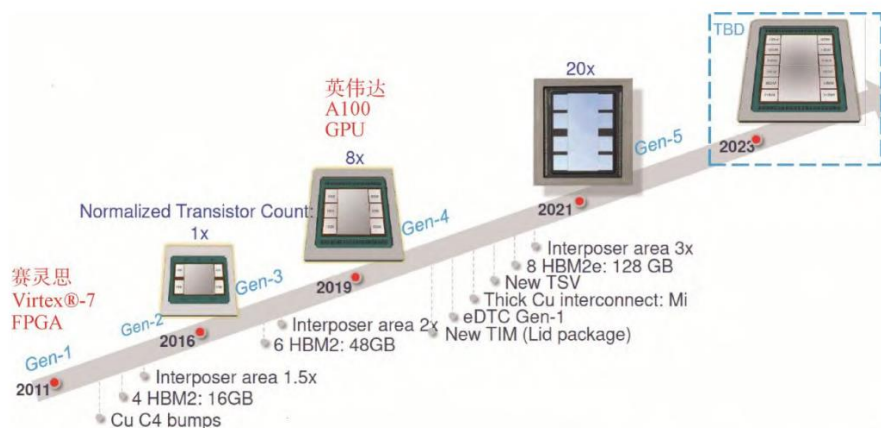 TBD
英伟达
A100
GPU
20x
8x
Gen-5
2023
Normalized Transistor Count:
1x
Gen-4
2021
赛灵思
Virtex®-7
FPGA
Gen-3
2019
Interposer area 3x
8 HBM2e: 128 GB
New TSV
Thick Cu interconnect: Mi
eDTC Gen-1
New TIM (Lid package)
Gen-2
2016
Interposer area 2x
6 HBM2: 48GB
Gen-1
2011
Interposer area 1.5x
4 HBM2: 16GB
Cu C4 bumps